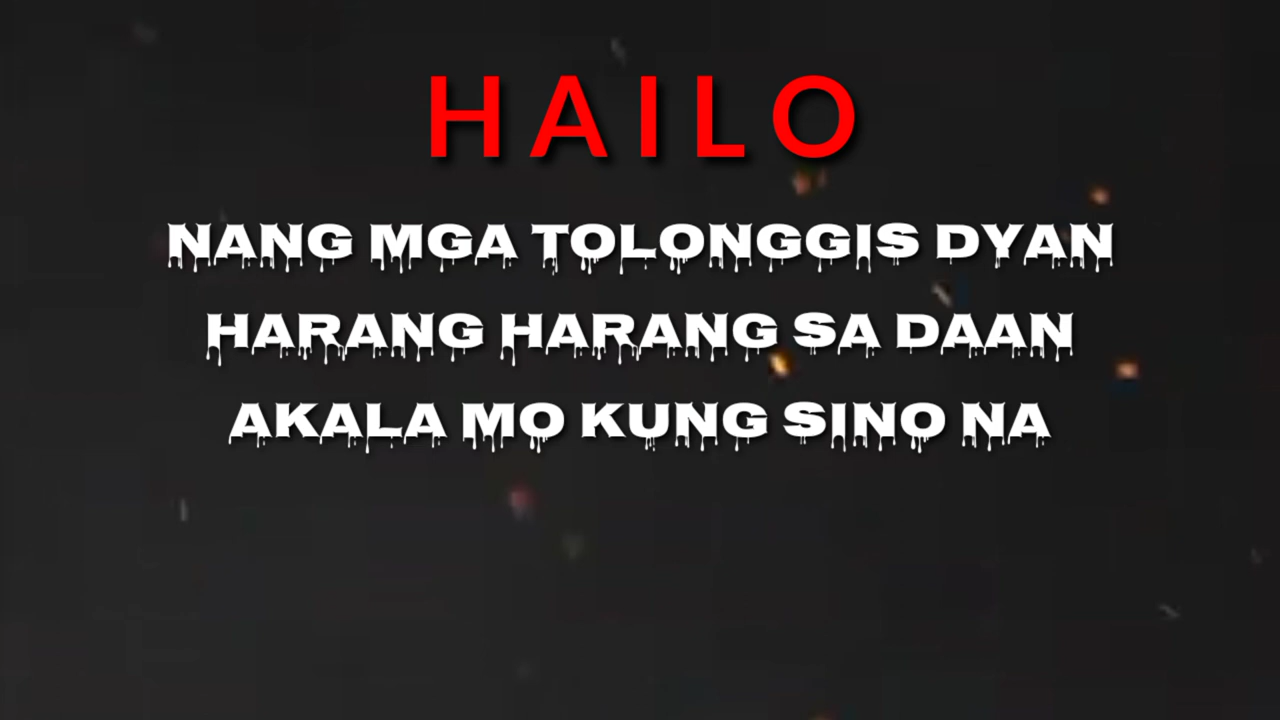 HAILO
NANG MGA TOLONGGIS DYAN
HARANG HARANG SA DAAN
AKALA MO KUNG SINO NA